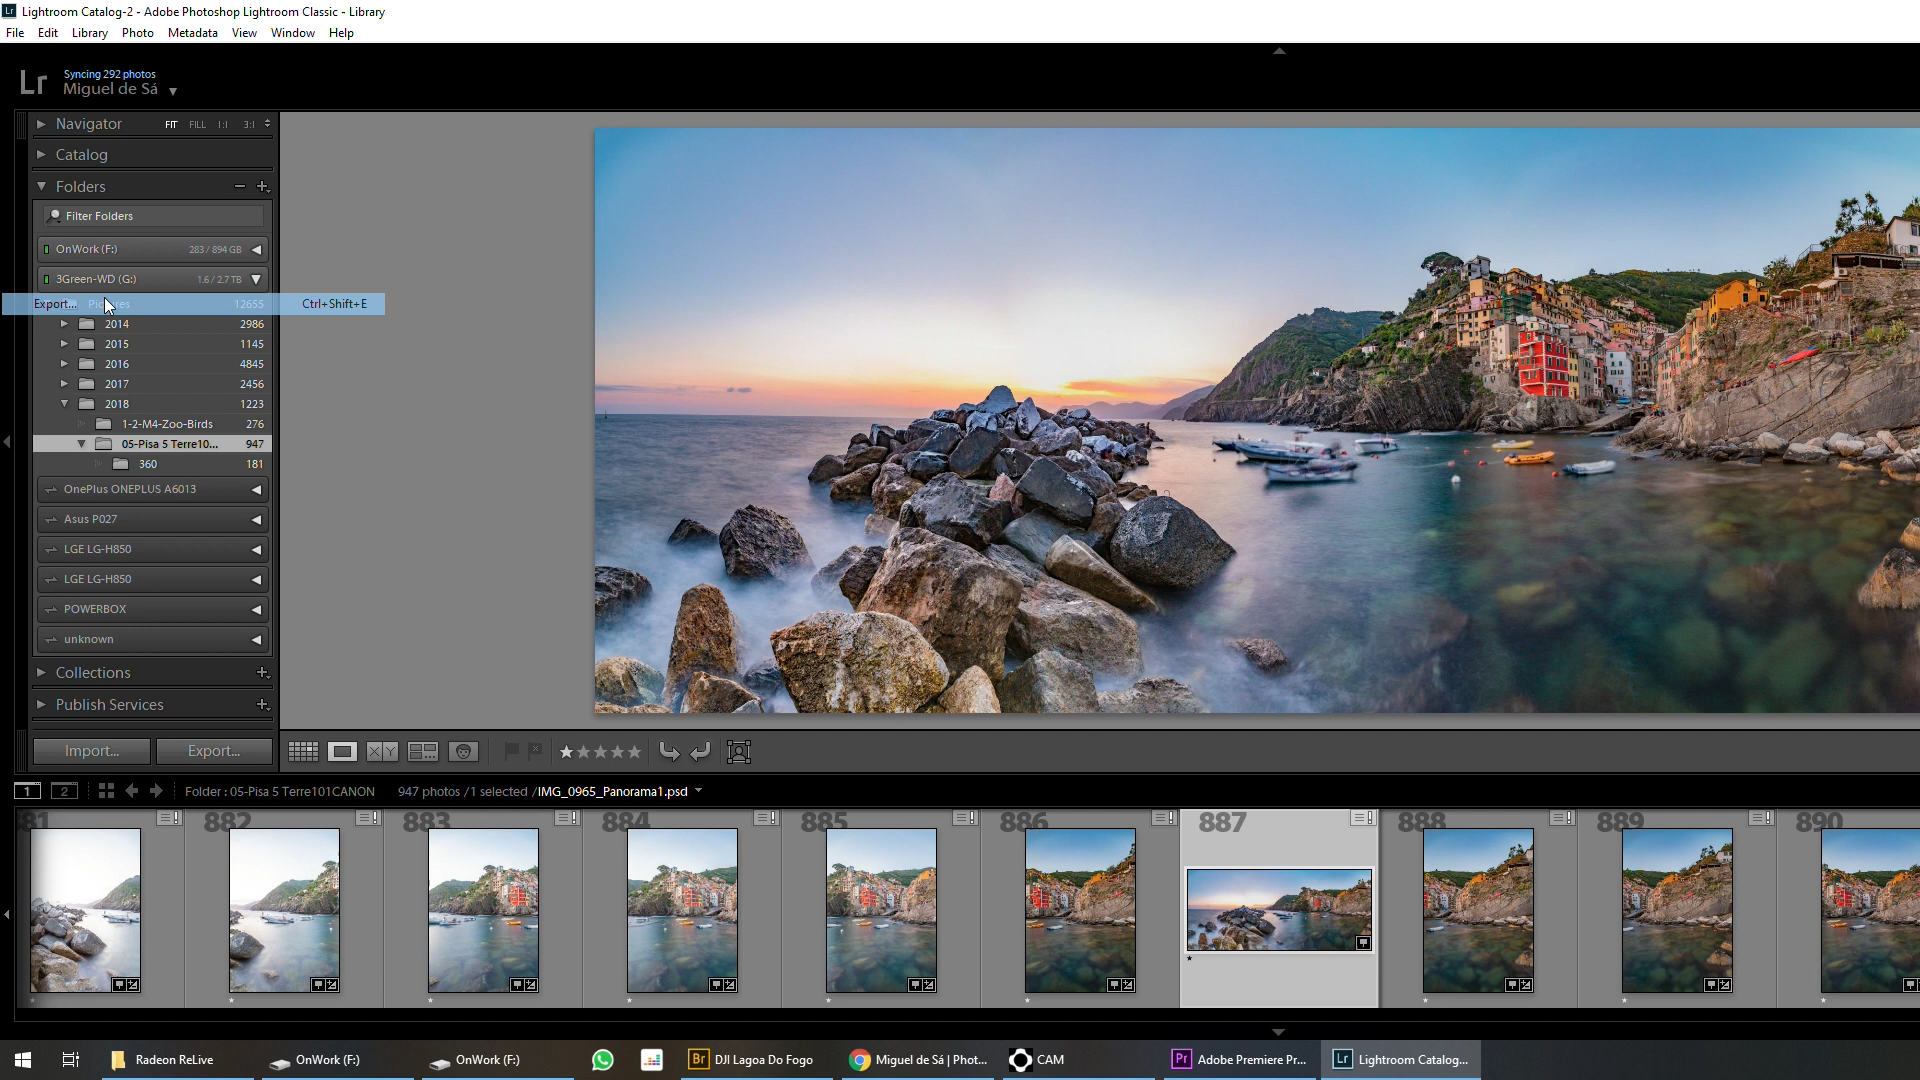 Lightroom Catalog-2 - Adobe Photoshop Lightroom Classic - Library
File Edit Library Photo Metadata View Window Help
Lr
Syncing 292 photos
Miguel de Sá
Navigator FIT FILL 1:1 3:1
Catalog
Folders
Filter Folders
OnWork (F:) 283 / 894 GB
3Green-WD (G:) 1.6 / 2.7 TB
Export... Pictures 12655 Ctrl+Shift+E
2014 2986
2015 1145
2016 4845
2017 2456
2018 1223
1-2-M4-Zoo-Birds 276
05-Pisa 5 Terre10... 947
360 181
OnePlus ONEPLUS A6013
Asus P027
LGE LG-H850
LGE LG-H850
POWERBOX
unknown
Collections
Publish Services
Import... Export... X Y
1 2 Folder : 05-Pisa 5 Terre101CANON 947 photos / 1 selected / IMG_0965_Panorama1.psd
81 882 883 884 885 886 887 888 889 890
Radeon ReLive OnWork (F:) OnWork (F:) Br DJI Lagoa Do Fogo Miguel de Sá | Phot... CAM Pr Adobe Premiere Pr... Lr Lightroom Catalog...